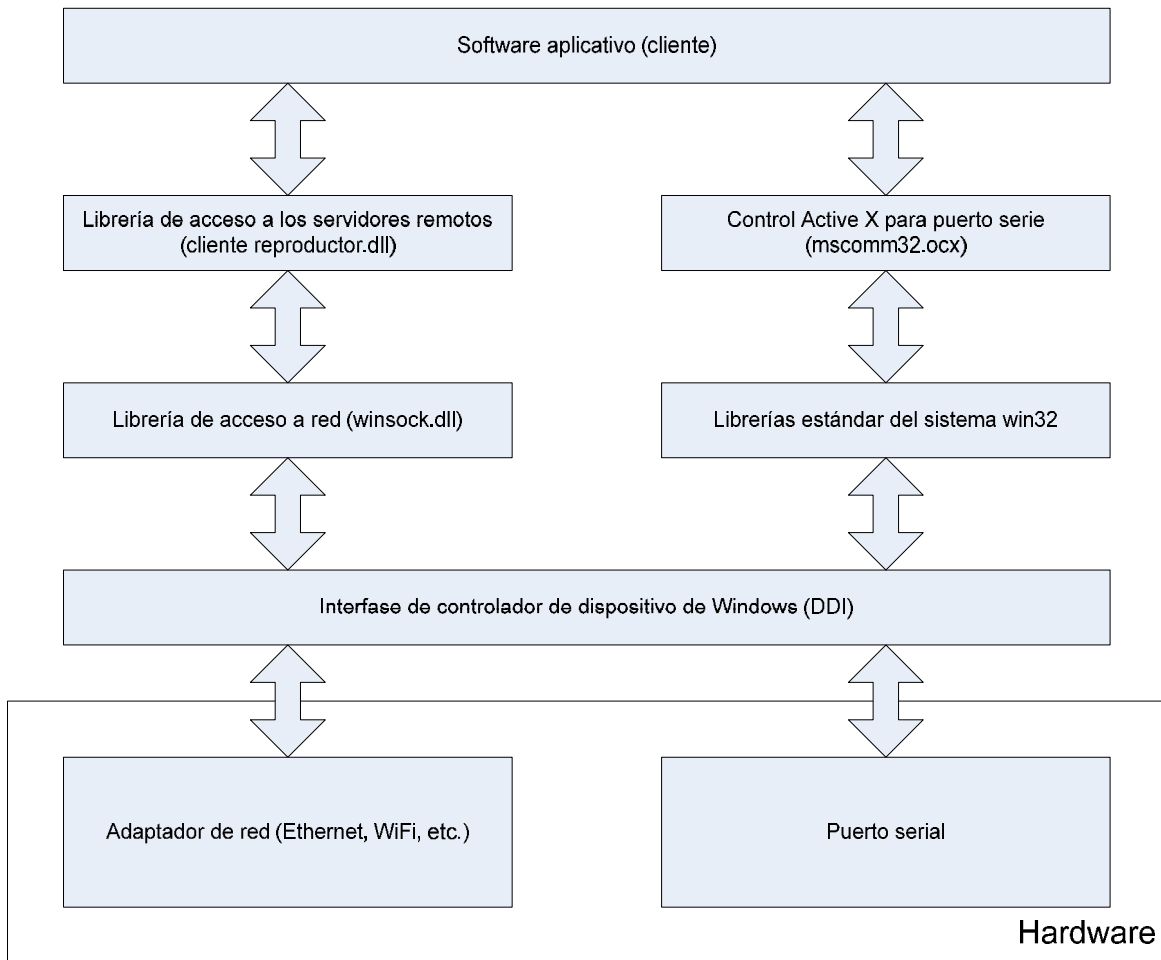 Software aplicativo (cliente)
Librería de acceso a los servidores remotos
(cliente reproductor.dll)
Control Active X para puerto serie
(mscomm32.ocx)
Librería de acceso a red (winsock.dll)
Librerías estándar del sistema win32
Interfase de controlador de dispositivo de Windows (DDI)
Adaptador de red (Ethernet, WiFi, etc.)
Puerto serial
Hardware